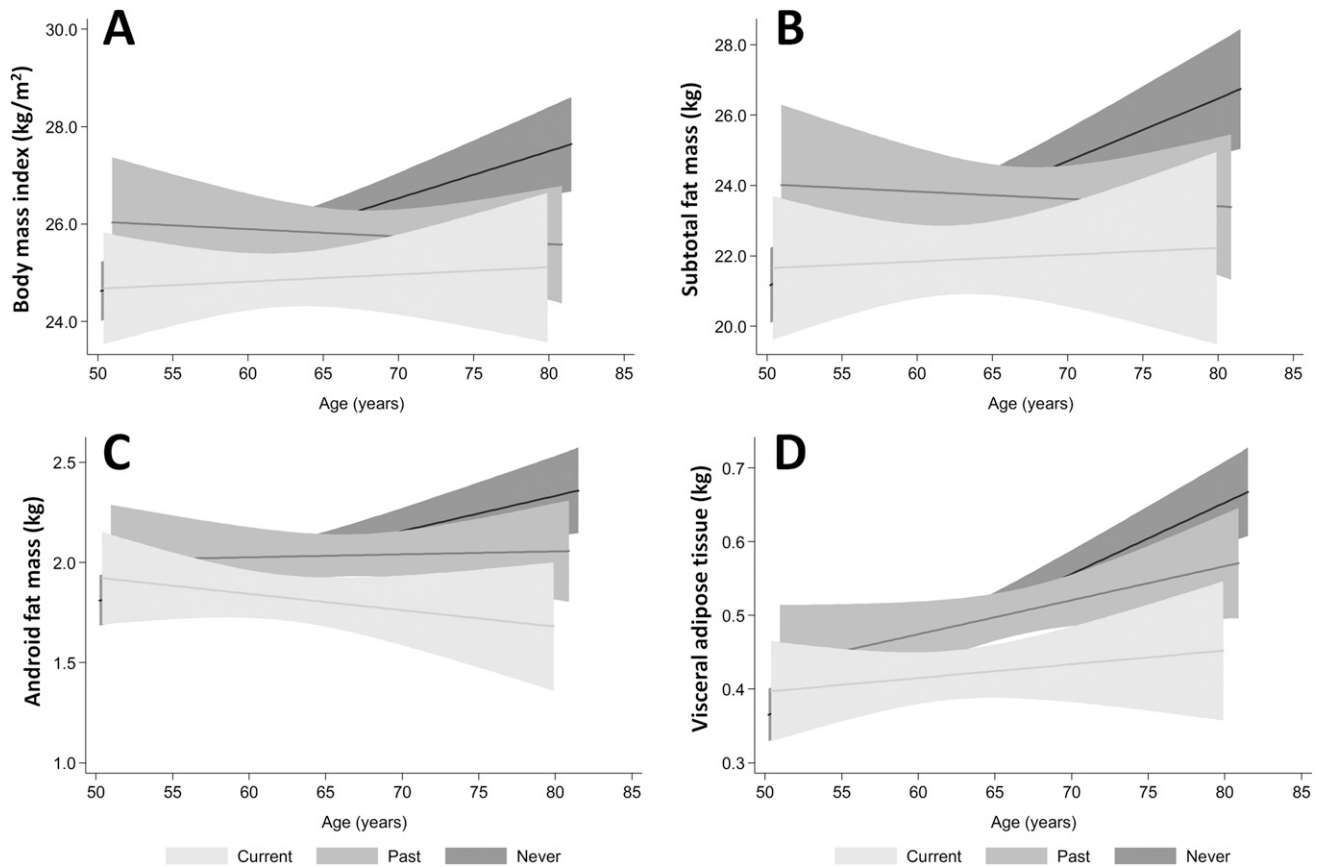 A
Body mass index (kg/m²)
30.0
28.0
26.0
24.0
50 55 60 65 70 75 80 85
Age (years)
B
Subtotal fat mass (kg)
28.0
26.0
24.0
22.0
20.0
50 55 60 65 70 75 80 85
Age (years)
C
Android fat mass (kg)
2.5
2.0
1.5
1.0
50 55 60 65 70 75 80 85
Age (years)
Current Past Never
D
Visceral adipose tissue (kg)
0.7
0.6
0.5
0.4
0.3
50 55 60 65 70 75 80 85
Age (years)
Current Past Never